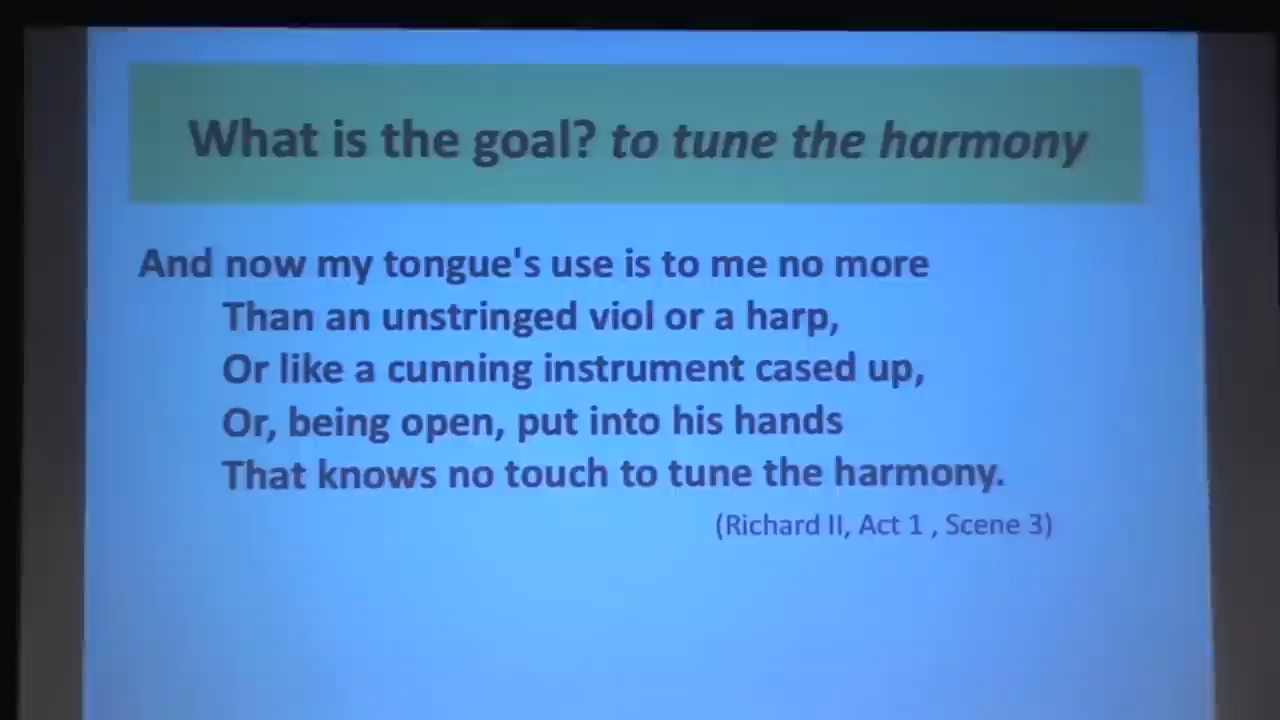 What is the goal? to tune the harmony
And now my tongue's use is to me no more
Than an unstringed viol or a harp,
Or like a cunning instrument cased up,
Or, being open, put into his hands
That knows no touch to tune the harmony.
(Richard II, Act 1 , Scene 3)